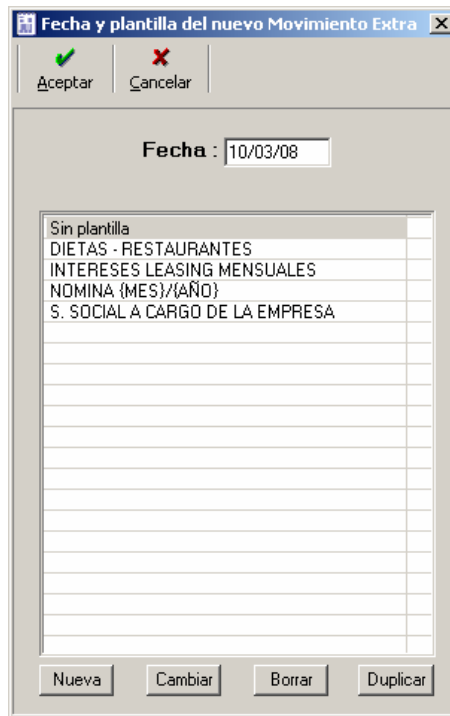 Fecha y plantilla del nuevo Movimiento Extra
Aceptar Cancelar
Fecha : 10/03/08
Sin plantilla
DIETAS - RESTAURANTES
INTERESES LEASING MENSUALES
NOMINA {MES}/{AÑO}
S. SOCIAL A CARGO DE LA EMPRESA
Nueva Cambiar Borrar Duplicar